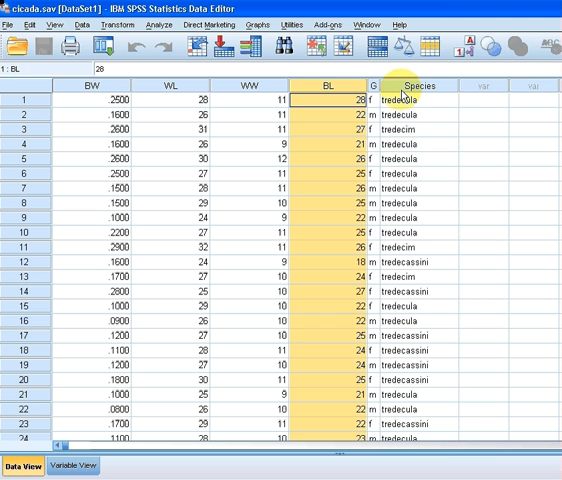 cicada.sav [DataSet1] - IBM SPSS Statistics Data Editor
File Edit View Data Transform Analyze Direct Marketing Graphs Utilities Add-ons Window Help
1 : BL 28
BW WL WW BL G Species var var
1 .2500 28 11 28 f tredecula
2 .1600 26 11 22 m tredecula
3 .2600 31 11 27 f tredecim
4 .1600 26 9 21 m tredecula
5 .2600 30 12 26 f tredecula
6 .2500 27 11 25 f tredecula
7 .1500 28 11 26 m tredecula
8 .1500 29 10 25 m tredecula
9 .1000 24 9 22 m tredecula
10 .2200 27 11 25 f tredecula
11 .2900 32 11 26 f tredecim
12 .1600 24 9 18 m tredecassini
13 .1700 27 10 24 f tredecim
14 .2800 25 10 27 f tredecassini
15 .1000 29 10 22 f tredecula
16 .0900 26 10 22 m tredecula
17 .1200 27 10 25 m tredecassini
18 .1100 28 11 24 f tredecassini
19 .1200 27 10 24 m tredecassini
20 .1800 30 11 25 f tredecassini
21 .1000 25 9 21 m tredecula
22 .0800 26 10 22 m tredecula
23 .1700 29 11 22 f tredecassini
24 .1100 28 10 23 m tredecula
Data View Variable View